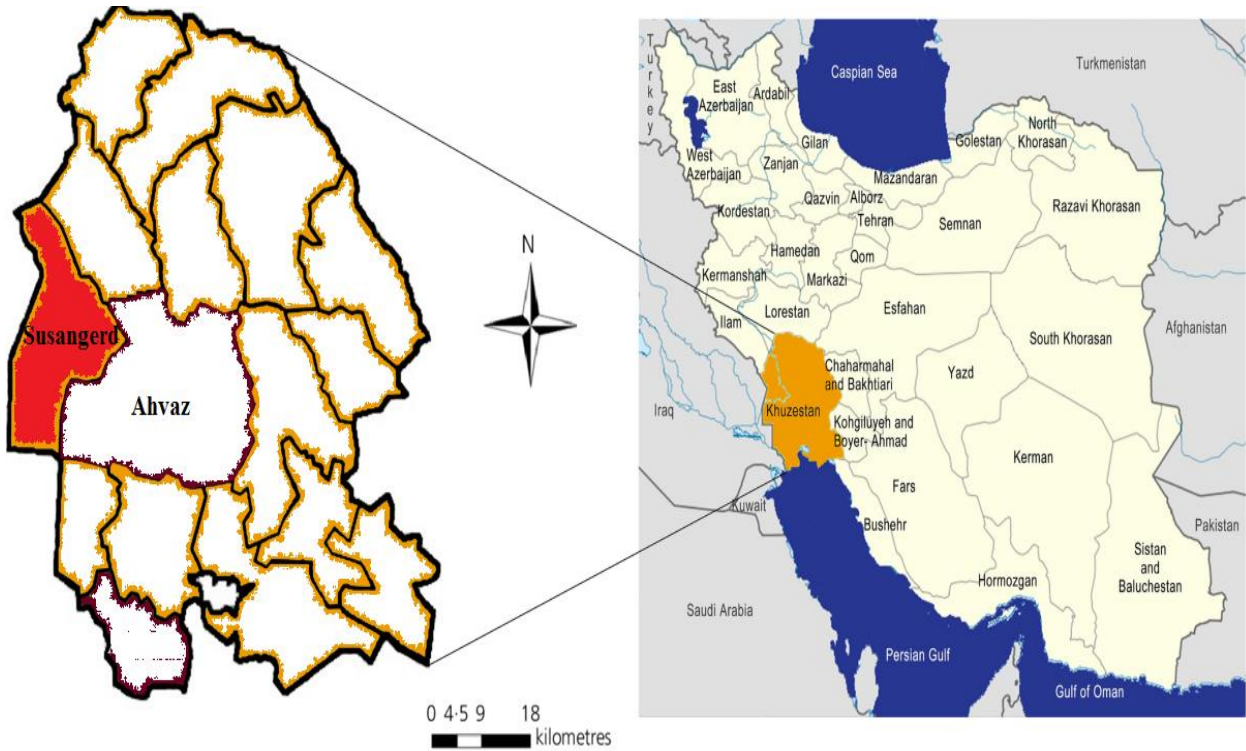 Susangerd
Ahvaz
N
0 4·5 9 18
kilometres
Turkey
Caspian Sea
Turkmenistan
East
Azerbaijan
Ardabil
North
Khorasan
Golestan
Gilan
West
Azerbaijan
Zanjan
Mazandaran
Qazvin
Alborz
Razavi Khorasan
Kordestan
Tehran
Semnan
Hamedan
Qom
Kermanshah
Markazi
Lorestan
Esfahan
Ilam
South Khorasan
Afghanistan
Chaharmahal
and Bakhtiari
Yazd
Iraq
Khuzestan
Kohgiluyeh and
Boyer- Ahmad
Kerman
Fars
Kuwait
Bushehr
Pakistan
Sistan
and
Baluchestan
Hormozgan
Saudi Arabia
Persian Gulf
Gulf of Oman